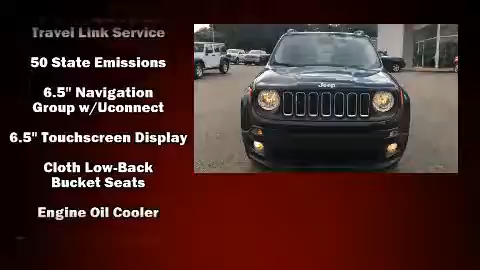 Travel Link Service
50 State Emissions
6.5" Navigation
Group w/Uconnect
6.5" Touchscreen Display
Cloth Low-Back
Bucket Seats
Engine Oil Cooler
Jeep